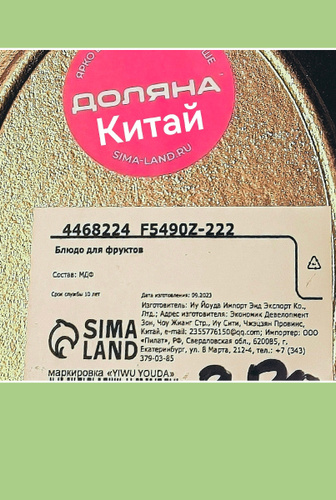 ЯРКО
ШЕ
ДОЛЯНА
Китай
SIMA-LAND.RU
4468224 F5490Z-222
Блюдо для фруктов
Состав: МДФ
Срок службы 10 лет
Дата изготовления: 09.2023
Изготовитель: Иу Йоуда Импорт Энд Экспорт Ко.,
Лтд.; Адрес изготовителя: Экономик Девелопмент
Зон, Чоу Жианг Стр., Иу Сити, Чжэцзян Провинс,
Китай, e-mail: 2355776150@qq.com; Импортер: ООО
«Пилат», РФ, Свердловская обл., 620085, г.
Екатеринбург, ул. 8 Марта, 212-4, тел.: +7 (343)
379-03-85
SIMA
LAND
маркировка «YIWU YOUDA»